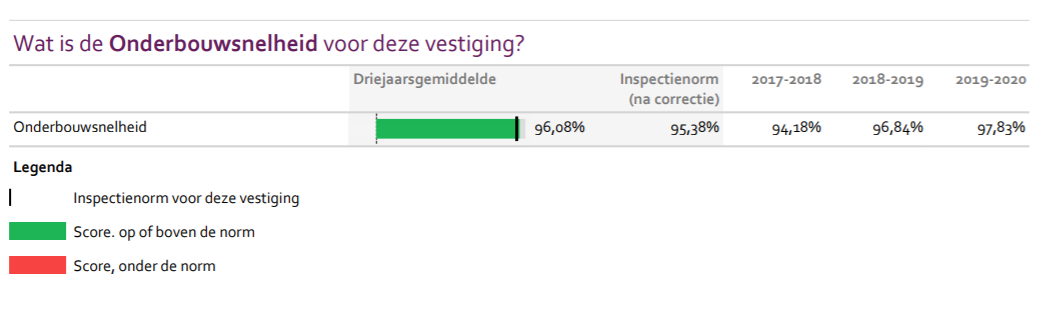 Wat is de Onderbouwsnelheid voor deze vestiging?
Driejaarsgemiddelde Inspectienorm 2017-2018 2018-2019 2019-2020
(na correctie)
Onderbouwsnelheid 96,08% 95,38% 94,18% 96,84% 97,83%
Legenda
Inspectienorm voor deze vestiging
Score. op of boven de norm
Score, onder de norm